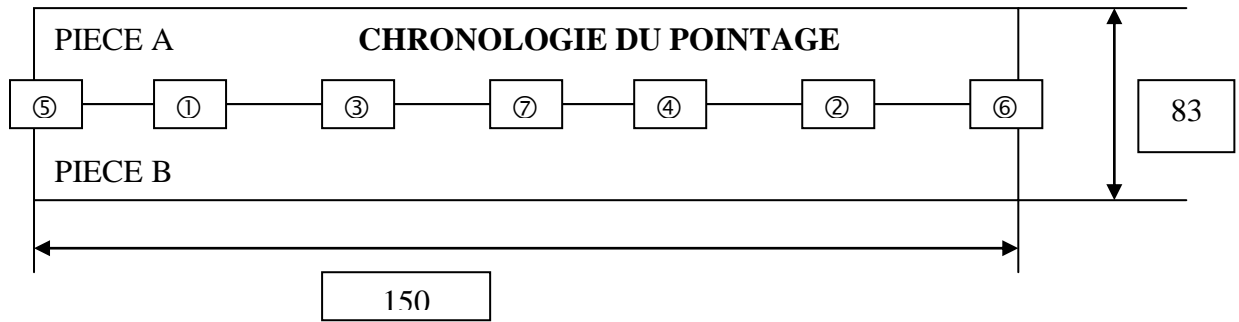 PIECE A CHRONOLOGIE DU POINTAGE
⑤ ① ③ ⑦ ④ ② ⑥ 83
PIECE B
150